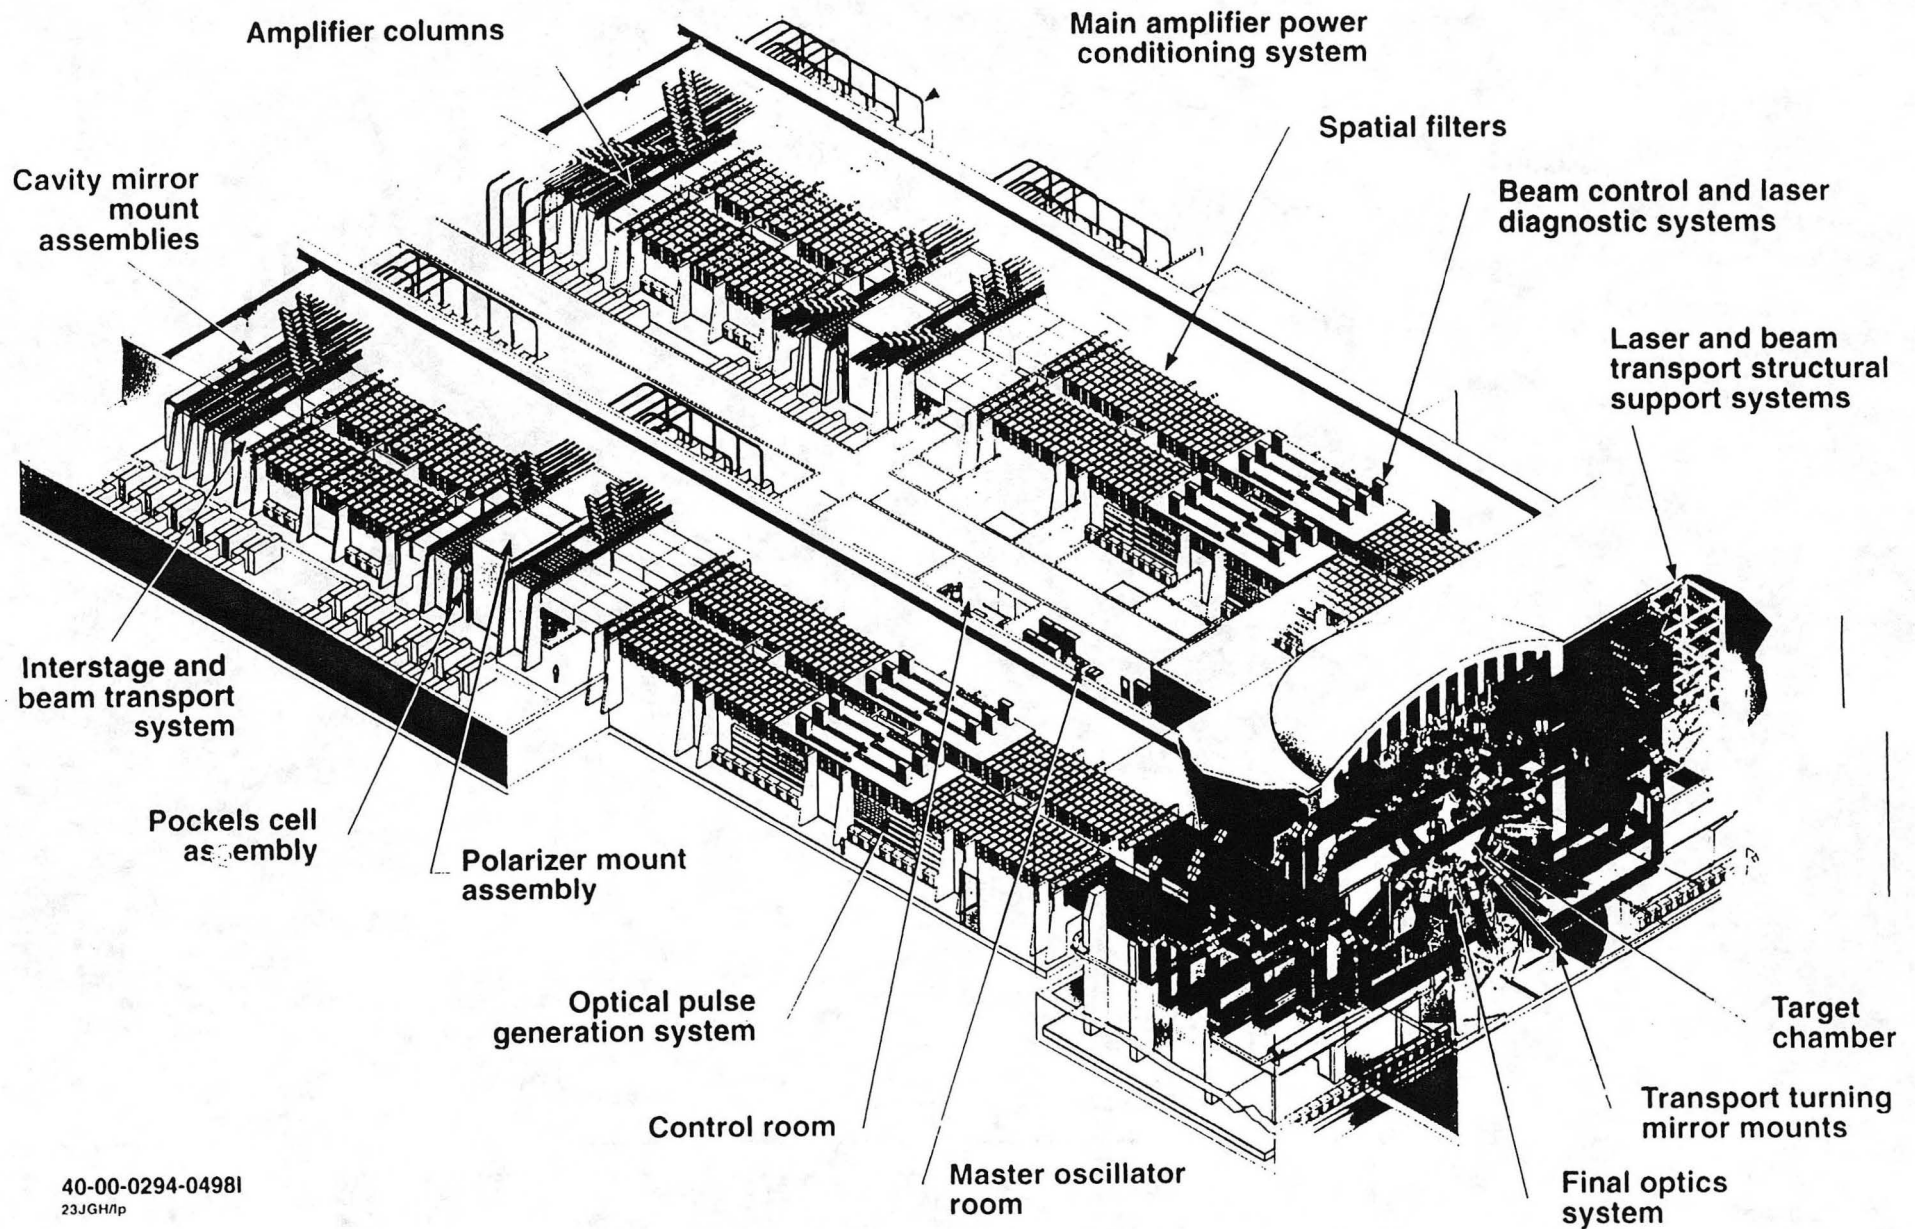 Amplifier columns
Main amplifier power
conditioning system
Spatial filters
Cavity mirror
mount
assemblies
Beam control and laser
diagnostic systems
Laser and beam
transport structural
support systems
Interstage and
beam transport
system
Pockels cell
assembly
Polarizer mount
assembly
Optical pulse
generation system
Control room
Master oscillator
room
Target
chamber
Transport turning
mirror mounts
Final optics
system
40-00-0294-0498I
23JGH/lp